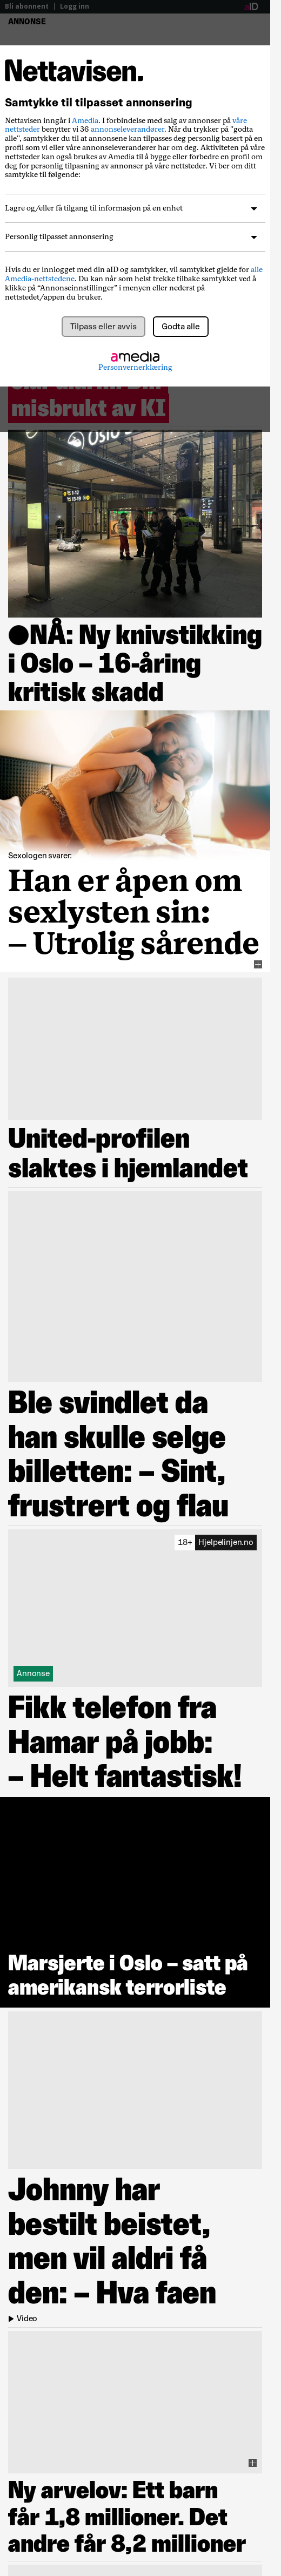 Bli abonnent | Logg inn
aID
ANNONSE
Nettavisen.
Samtykke til tilpasset annonsering
Nettavisen inngår i Amedia. I forbindelse med salg av annonser på våre
nettsteder benytter vi 36 annonseleverandører. Når du trykker på "godta
alle", samtykker du til at annonsene kan tilpasses deg personlig basert på en
profil som vi eller våre annonseleverandører har om deg. Aktiviteten på våre
nettsteder kan også brukes av Amedia til å bygge eller forbedre en profil om
deg for personlig tilpasning av annonser på våre nettsteder. Vi ber om ditt
samtykke til følgende:
Lagre og/eller få tilgang til informasjon på en enhet
Personlig tilpasset annonsering
Hvis du er innlogget med din aID og samtykker, vil samtykket gjelde for alle
Amedia-nettstedene. Du kan når som helst trekke tilbake samtykket ved å
klikke på “Annonseinnstillinger” i menyen eller nederst på
nettstedet/appen du bruker.
Tilpass eller avvis
Godta alle
amedia
Personvernerklæring
misbrukt av KI
OSLO
NÅ: Ny knivstikking
i Oslo – 16-åring
kritisk skadd
Sexologen svarer:
Han er åpen om
sexlysten sin:
– Utrolig sårende
United-profilen
slaktes i hjemlandet
Ble svindlet da
han skulle selge
billetten: – Sint,
frustrert og flau
18+ Hjelpelinjen.no
Annonse
Fikk telefon fra
Hamar på jobb:
– Helt fantastisk!
Marsjerte i Oslo – satt på
amerikansk terrorliste
Johnny har
bestilt beistet,
men vil aldri få
den: – Hva faen
Video
Ny arvelov: Ett barn
får 1,8 millioner. Det
andre får 8,2 millioner